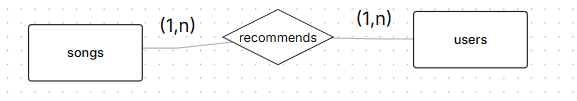 (1,n)
(1,n)
songs
recommends
users